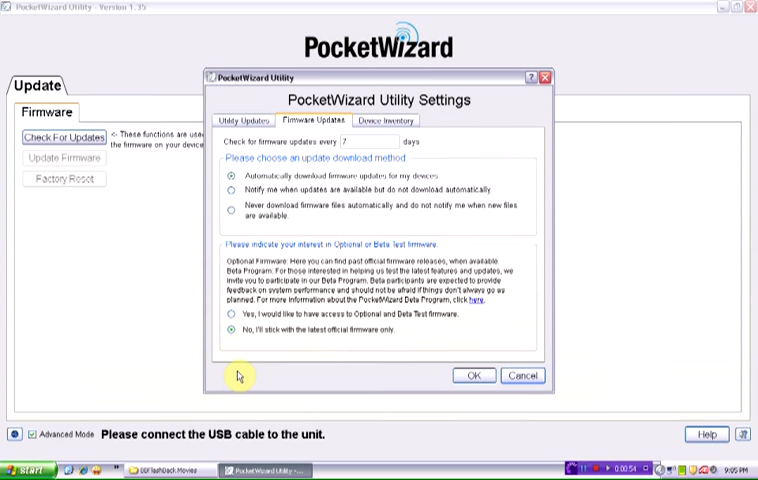 PocketWizard Utility - Version 1.35
PocketWizard
Update
Firmware
Check For Updates
<- These functions are use
the firmware on your device
Update Firmware
Factory Reset
PocketWizard Utility
PocketWizard Utility Settings
Utility Updates
Firmware Updates
Device Inventory
Check for firmware updates every 7 days
Please choose an update download method
Automatically download firmware updates for my devices
Notify me when updates are available but do not download automatically
Never download firmware files automatically and do not notify me when new files
are available.
Please indicate your interest in Optional or Beta Test firmware.
Optional Firmware: Here you can find past official firmware releases, when available.
Beta Program: For those interested in helping us test the latest features and updates, we
invite you to participate in our Beta Program. Beta participants are expected to provide
feedback on system performance and should not be afraid if things don't always go as
planned. For more information about the PocketWizard Beta Program, click here.
Yes, I would like to have access to Optional and Beta Test firmware.
No, I'll stick with the latest official firmware only.
OK
Cancel
Advanced Mode
Please connect the USB cable to the unit.
Help
start
BBFlashBack Movies
PocketWizard Utility -...
0:00:54
9:05 PM